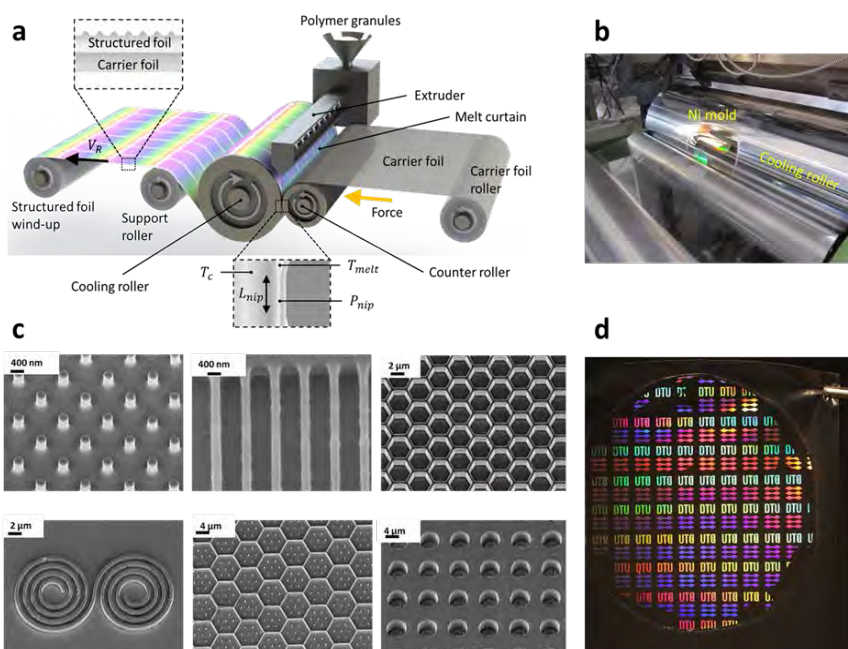 a
Polymer granules
Structured foil
Carrier foil
Extruder
Melt curtain
V_R
Carrier foil
Carrier foil
roller
Structured foil
wind-up
Support
roller
Force
Cooling roller
Counter roller
T_c
T_melt
L_nip
P_nip
b
Ni mold
Cooling roller
c
400 nm
400 nm
2 µm
2 µm
4 µm
4 µm
d
DTU